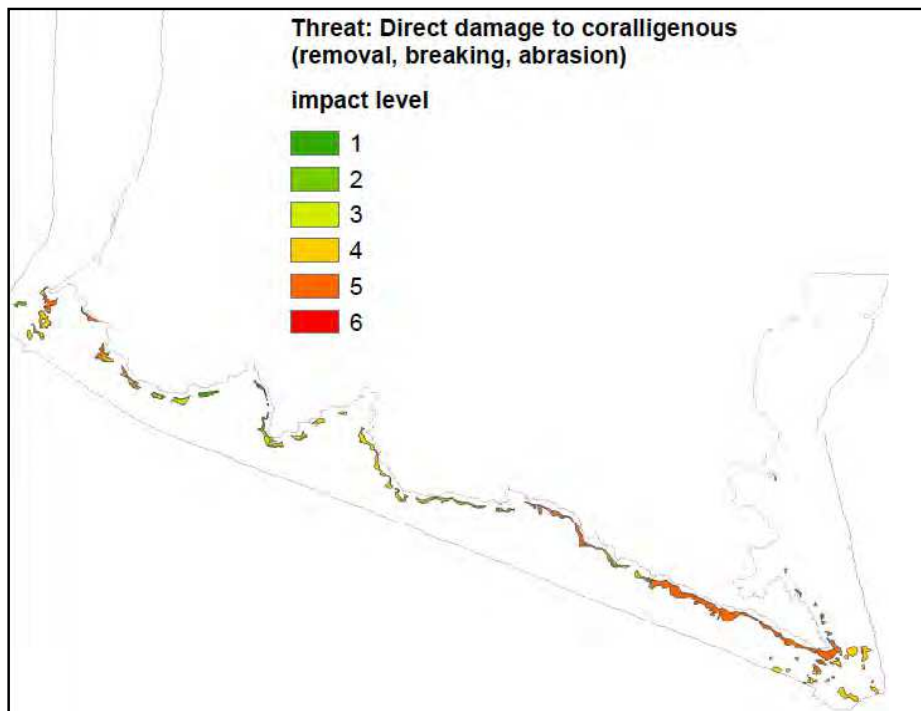 Threat: Direct damage to coralligenous
(removal, breaking, abrasion)
impact level
1
2
3
4
5
6